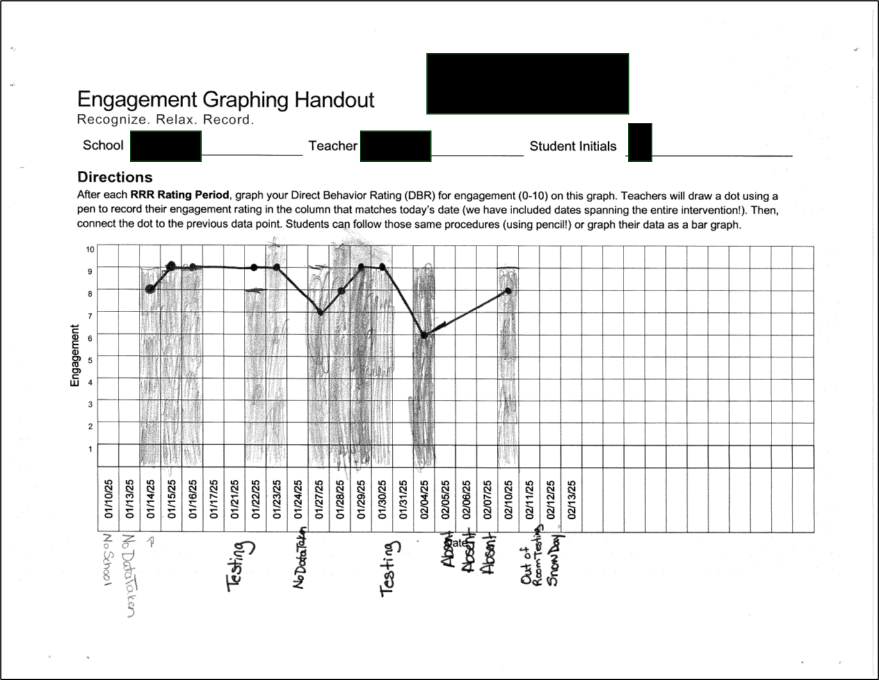 Engagement Graphing Handout
Recognize. Relax. Record.
School
Teacher
Student Initials
Directions
After each RRR Rating Period, graph your Direct Behavior Rating (DBR) for engagement (0-10) on this graph. Teachers will draw a dot using a
pen to record their engagement rating in the column that matches today's date (we have included dates spanning the entire intervention!). Then,
connect the dot to the previous data point. Students can follow those same procedures (using pencil!) or graph their data as a bar graph.
Engagement
10
9
8
7
6
5
4
3
2
1
01/10/25
01/13/25
01/14/25
01/15/25
01/16/25
01/17/25
01/21/25
01/22/25
01/23/25
01/24/25
01/27/25
01/28/25
01/29/25
01/30/25
01/31/25
02/04/25
02/05/25
02/06/25
02/07/25
02/10/25
02/11/25
02/12/25
02/13/25
No School
No Data Taken
Testing
No Data Taken
Testing
Absent
Absent
Absent
Out of
Room Testing
Snow Day